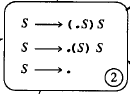 S → (.S) S
S → .(S) S
S → .
2